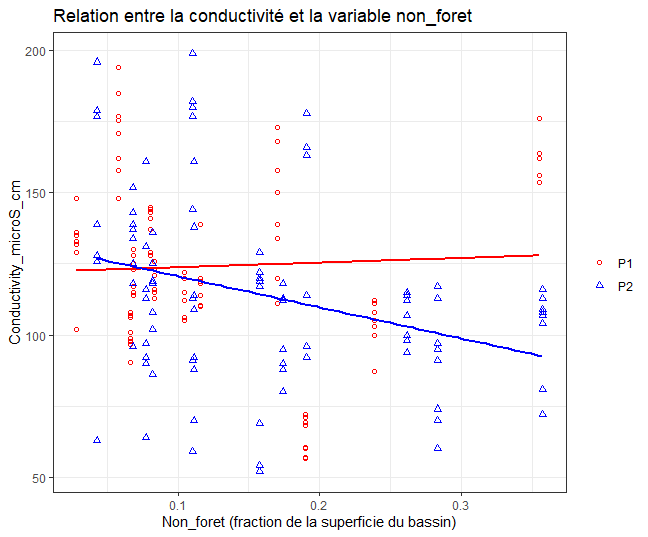 Relation entre la conductivité et la variable non_foret
200
150
100
50
Conductivity_microS_cm
0.1
0.2
0.3
Non_foret (fraction de la superficie du bassin)
P1
P2